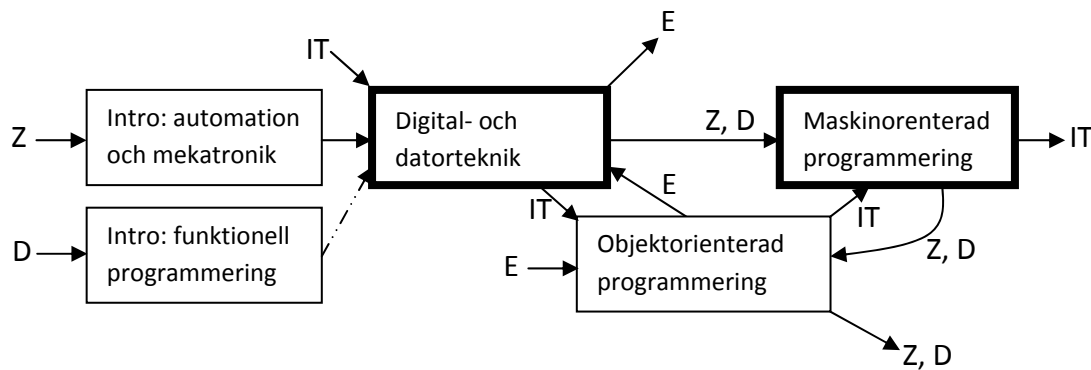 E
IT
Z
Intro: automation
och mekatronik
Digital- och
datorteknik
Z, D
Maskinorenterad
programmering
IT
D
Intro: funktionell
programmering
IT
E
E
Objektorienterad
programmering
IT
Z, D
Z, D